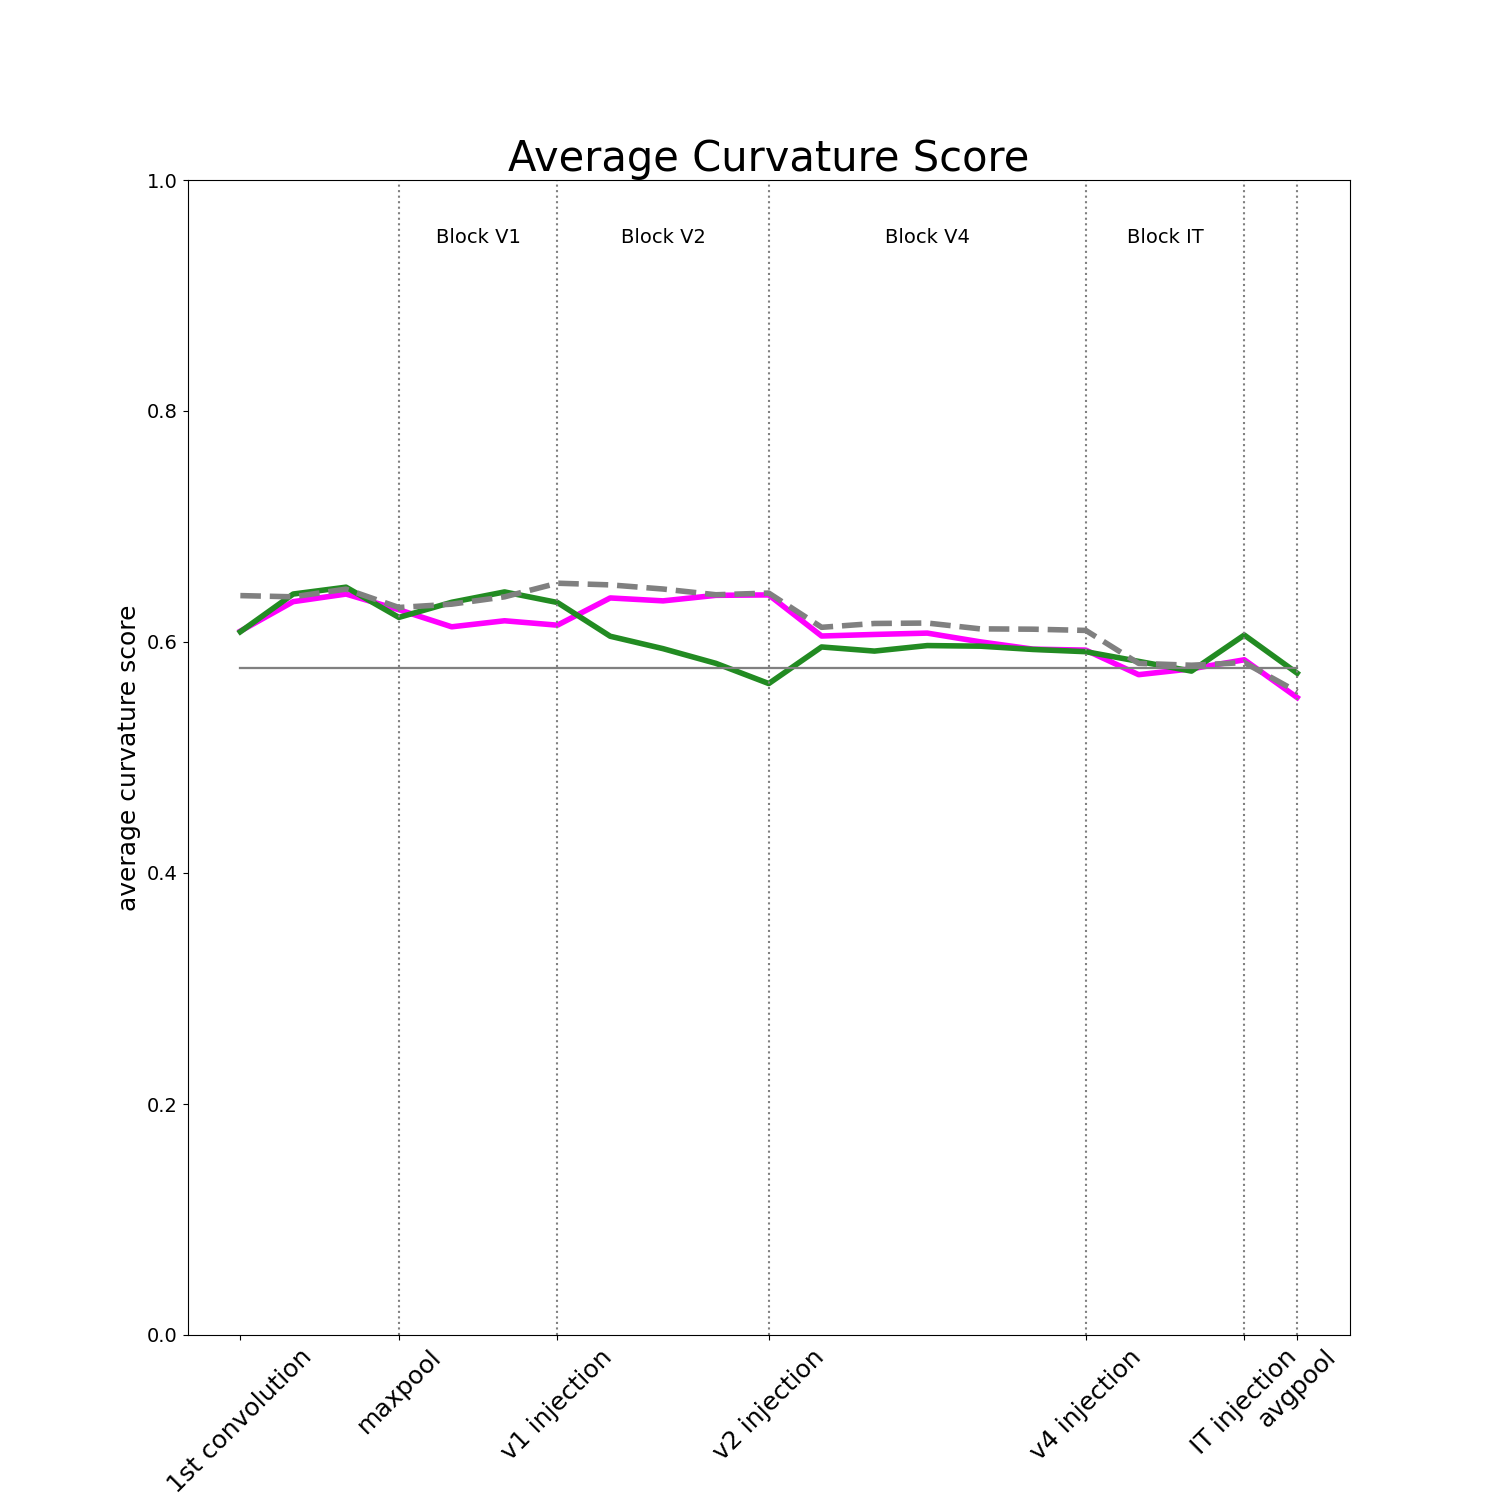 Average Curvature Score
1.0
Block V1
Block V2
Block V4
Block IT
0.8
0.6
average curvature score
0.4
0.2
0.0
1st convolution
maxpool
v1 injection
v2 injection
v4 injection
IT injection
avgpool